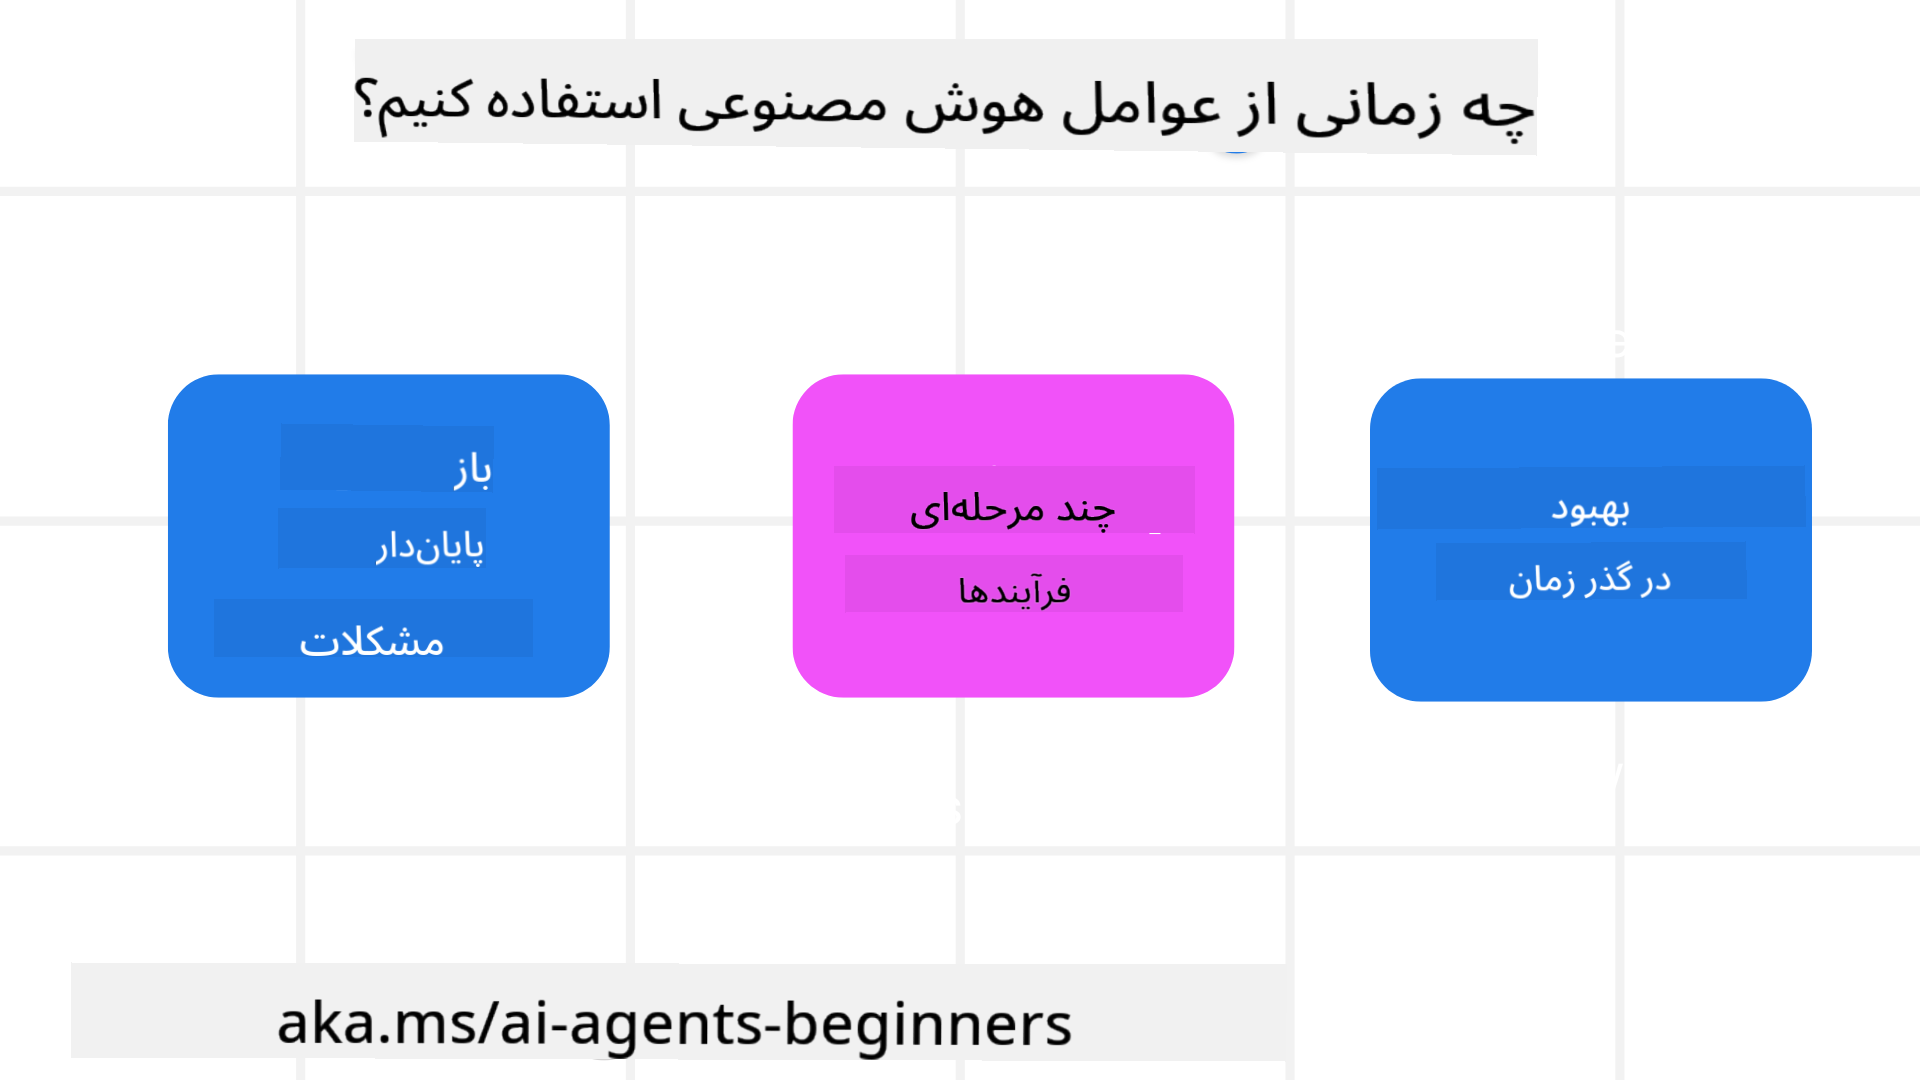 چه زمانی از عوامل هوش مصنوعی استفاده کنیم؟
باز
پایان‌دار
مشکلات
چند مرحله‌ای
فرآیندها
بهبود
در گذر زمان
aka.ms/ai-agents-beginners